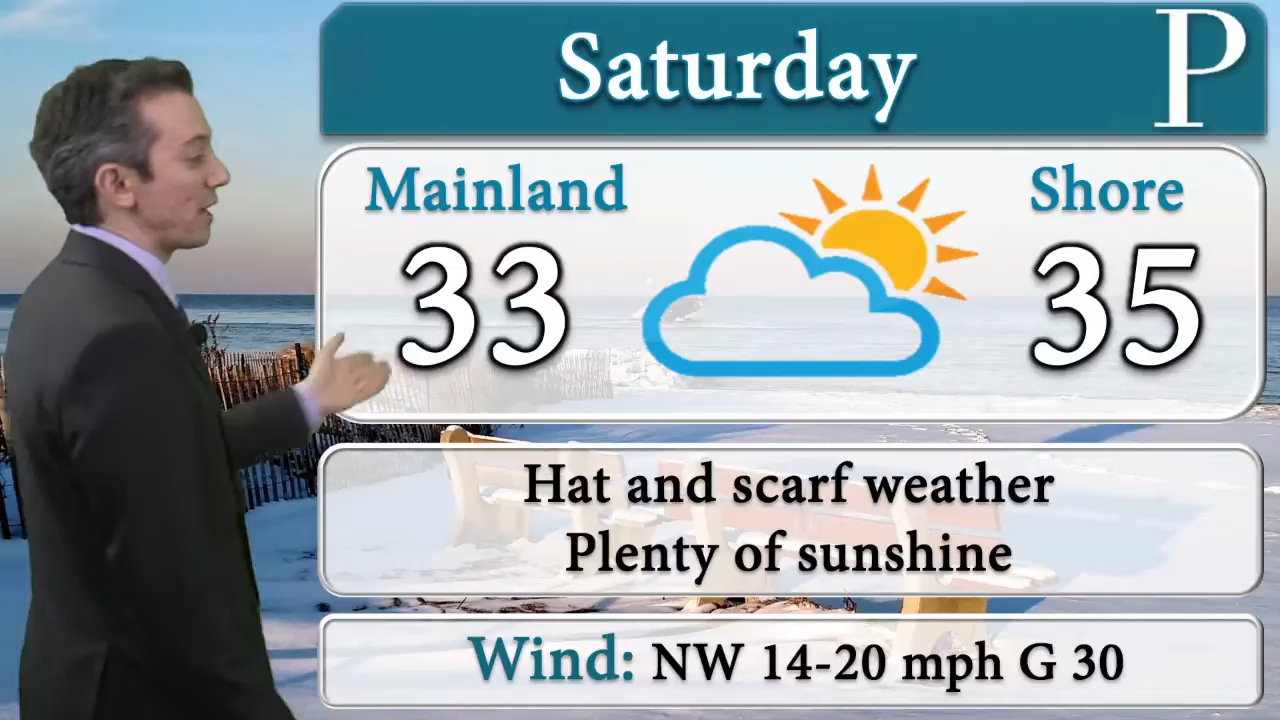 Saturday
P
Mainland
Shore
33
35
Hat and scarf weather
Plenty of sunshine
Wind: NW 14-20 mph G 30